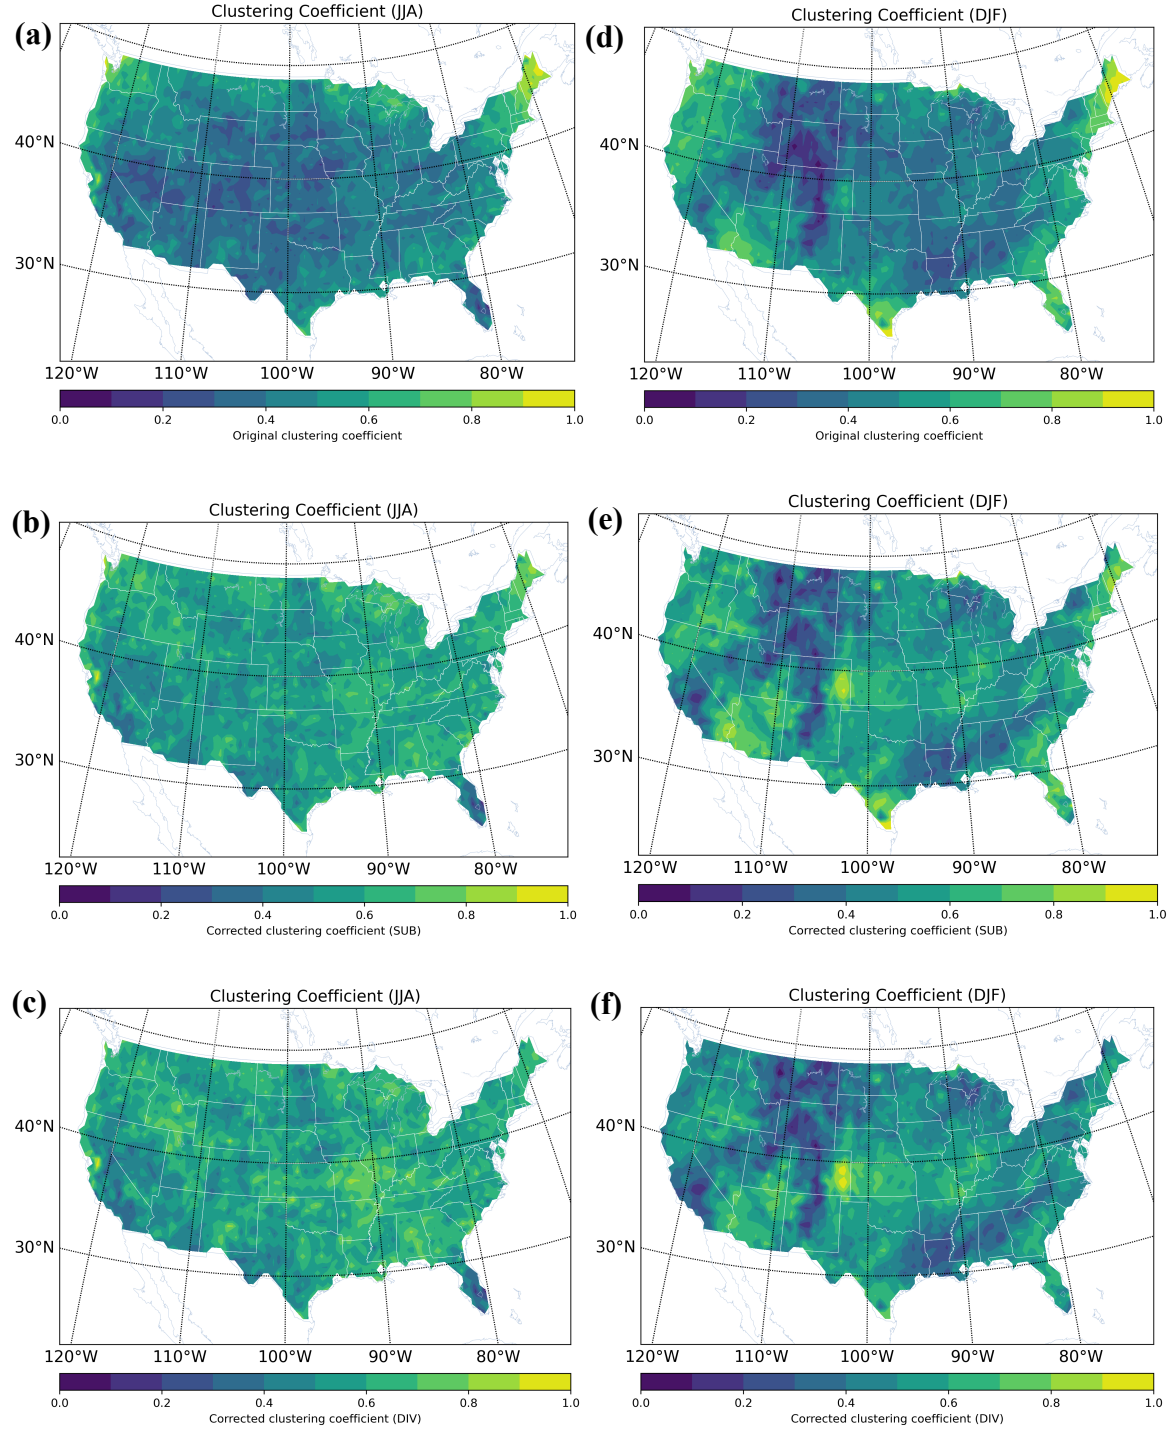 (a)
Clustering Coefficient (JJA)
40°N
30°N
120°W 110°W 100°W 90°W 80°W
0.0 0.2 0.4 0.6 0.8 1.0
Original clustering coefficient
(d)
Clustering Coefficient (DJF)
40°N
30°N
120°W 110°W 100°W 90°W 80°W
0.0 0.2 0.4 0.6 0.8 1.0
Original clustering coefficient
(b)
Clustering Coefficient (JJA)
40°N
30°N
120°W 110°W 100°W 90°W 80°W
0.0 0.2 0.4 0.6 0.8 1.0
Corrected clustering coefficient (SUB)
(e)
Clustering Coefficient (DJF)
40°N
30°N
120°W 110°W 100°W 90°W 80°W
0.0 0.2 0.4 0.6 0.8 1.0
Corrected clustering coefficient (SUB)
(c)
Clustering Coefficient (JJA)
40°N
30°N
120°W 110°W 100°W 90°W 80°W
0.0 0.2 0.4 0.6 0.8 1.0
Corrected clustering coefficient (DIV)
(f)
Clustering Coefficient (DJF)
40°N
30°N
120°W 110°W 100°W 90°W 80°W
0.0 0.2 0.4 0.6 0.8 1.0
Corrected clustering coefficient (DIV)